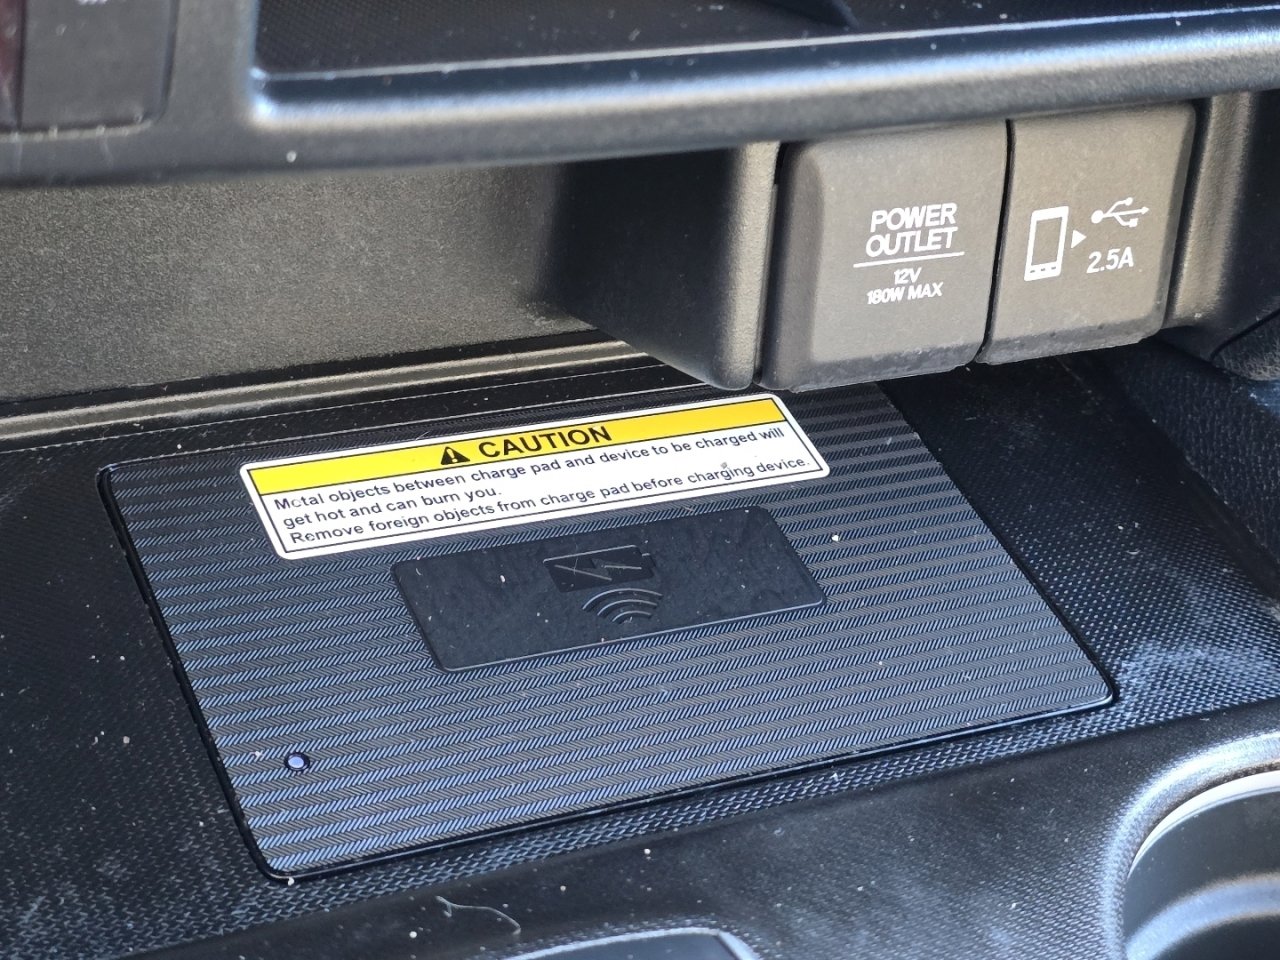 POWER
OUTLET
12V
180W MAX
2.5A
CAUTION
Metal objects between charge pad and device to be charged will
get hot and can burn you.
Remove foreign objects from charge pad before charging device.